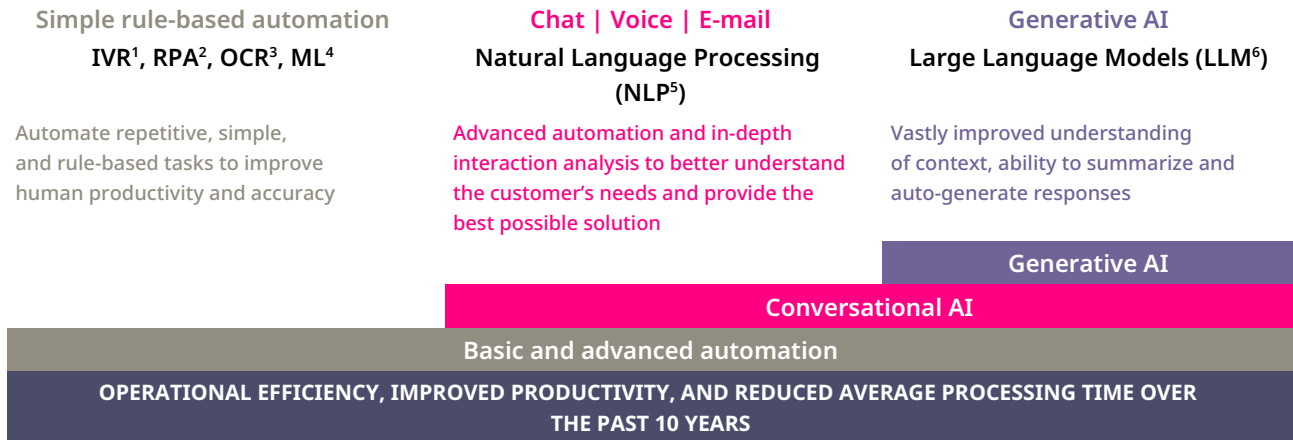 Simple rule-based automation
IVR¹, RPA², OCR³, ML⁴
Automate repetitive, simple,
and rule-based tasks to improve
human productivity and accuracy
Chat | Voice | E-mail
Natural Language Processing
(NLP⁵)
Advanced automation and in-depth
interaction analysis to better understand
the customer’s needs and provide the
best possible solution
Generative AI
Large Language Models (LLM⁶)
Vastly improved understanding
of context, ability to summarize and
auto-generate responses
Generative AI
Conversational AI
Basic and advanced automation
OPERATIONAL EFFICIENCY, IMPROVED PRODUCTIVITY, AND REDUCED AVERAGE PROCESSING TIME OVER
THE PAST 10 YEARS